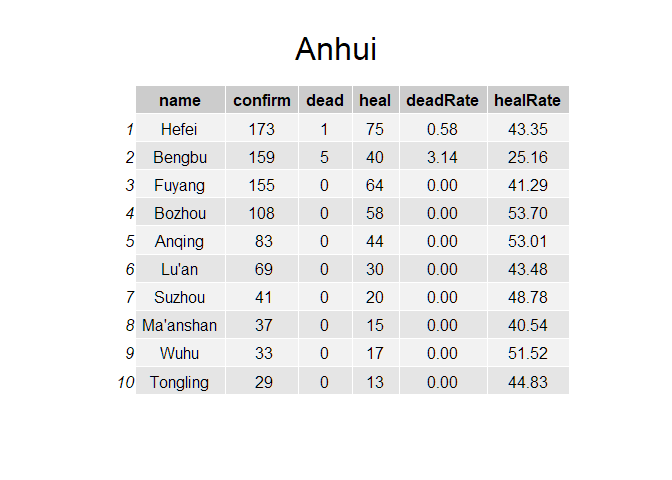 Anhui
name confirm dead heal deadRate healRate
1 Hefei 173 1 75 0.58 43.35
2 Bengbu 159 5 40 3.14 25.16
3 Fuyang 155 0 64 0.00 41.29
4 Bozhou 108 0 58 0.00 53.70
5 Anqing 83 0 44 0.00 53.01
6 Lu'an 69 0 30 0.00 43.48
7 Suzhou 41 0 20 0.00 48.78
8 Ma'anshan 37 0 15 0.00 40.54
9 Wuhu 33 0 17 0.00 51.52
10 Tongling 29 0 13 0.00 44.83